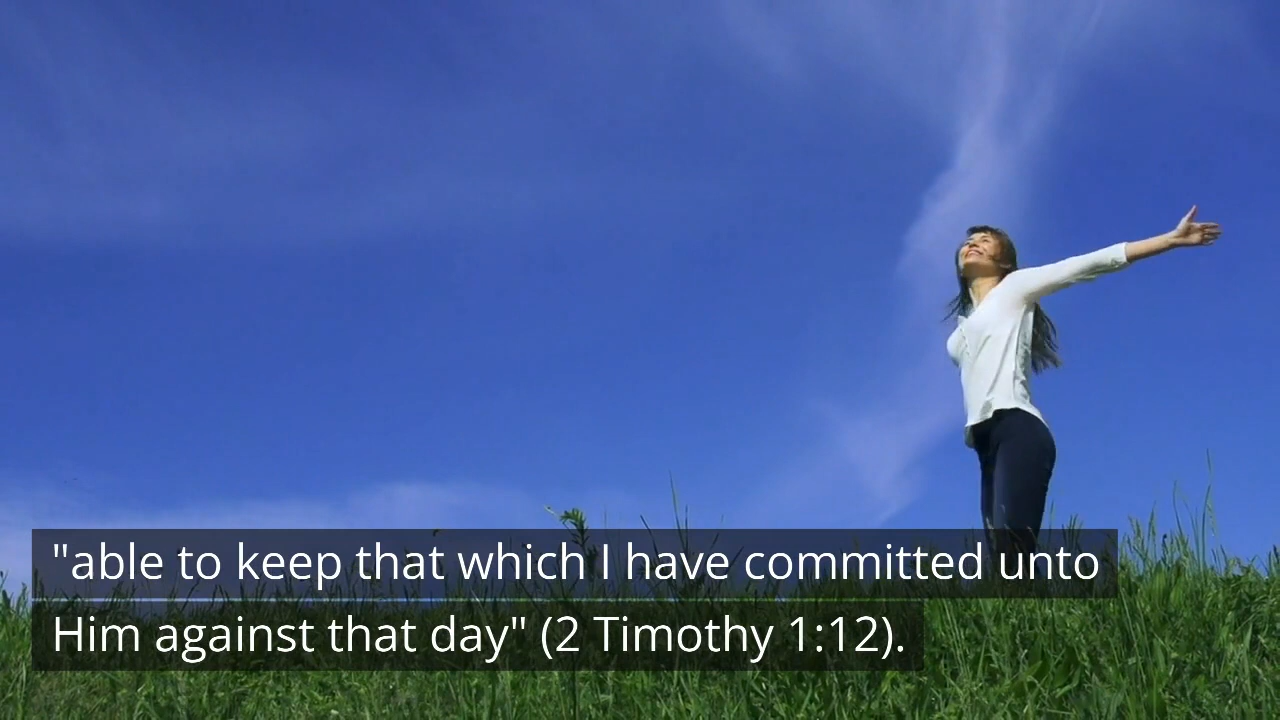 "able to keep that which I have committed unto
Him against that day" (2 Timothy 1:12).